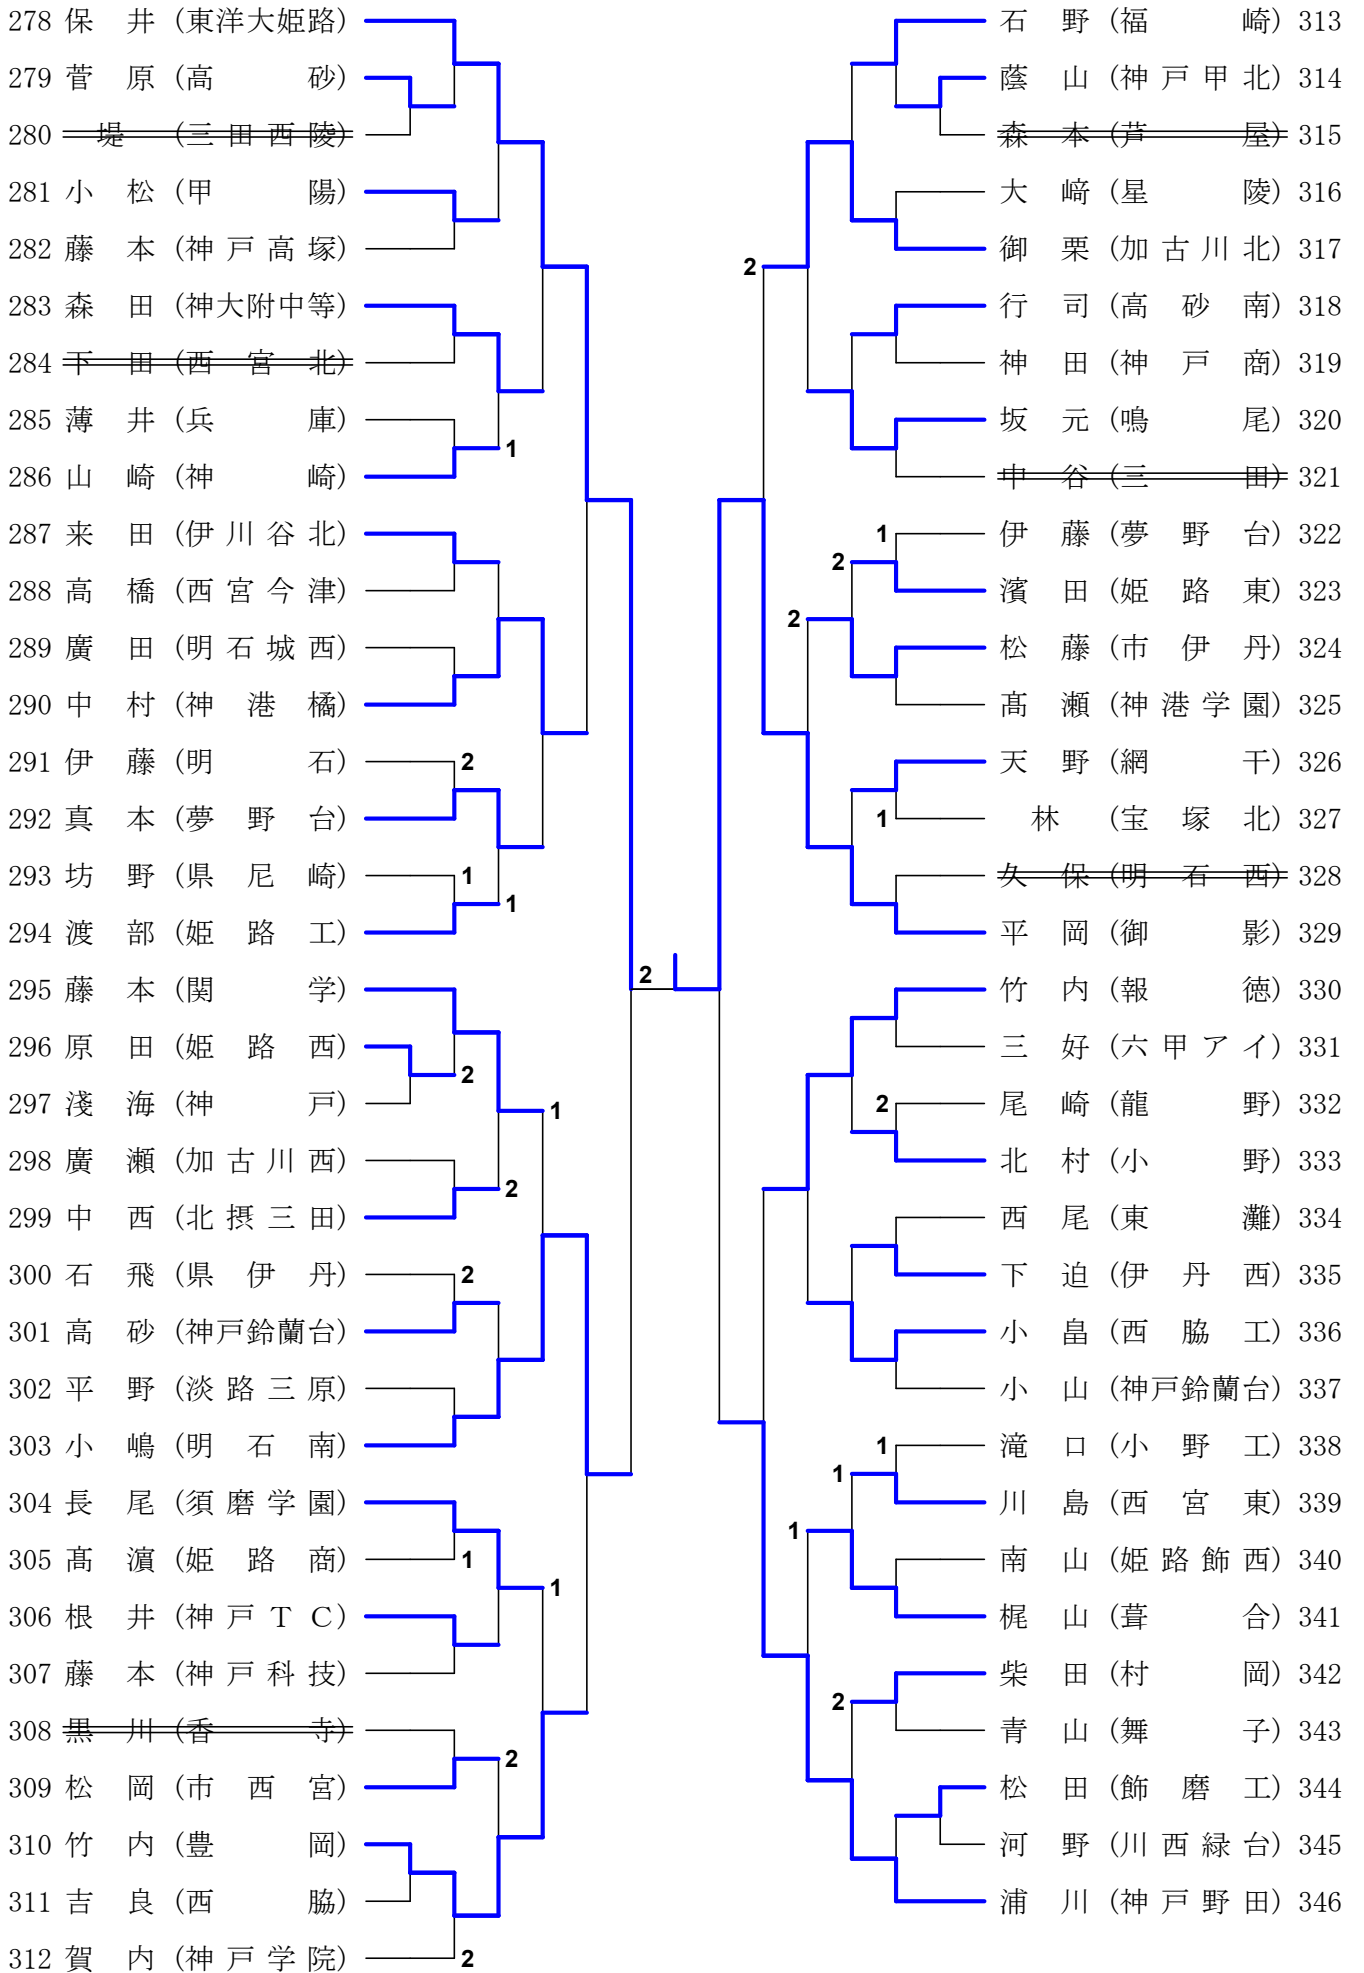 278 保 井 (東洋大姫路)
279 菅 原 (高 砂)
280 堤 (三田西陵)
281 小 松 (甲 陽)
282 藤 本 (神戸高塚)
283 森 田 (神大附中等)
284 下 田 (西 宮 北)
285 薄 井 (兵 庫)
286 山 崎 (神 崎)
1
287 来 田 (伊川谷北)
288 高 橋 (西宮今津)
289 廣 田 (明石城西)
290 中 村 (神 港 橘)
291 伊 藤 (明 石)
2
292 真 本 (夢 野 台)
293 坊 野 (県 尼 崎)
1
1
294 渡 部 (姫 路 工)
2
295 藤 本 (関 学)
296 原 田 (姫 路 西)
2
297 淺 海 (神 戸)
1
298 廣 瀬 (加古川西)
2
299 中 西 (北摂三田)
300 石 飛 (県 伊 丹)
2
301 高 砂 (神戸鈴蘭台)
302 平 野 (淡路三原)
303 小 嶋 (明 石 南)
304 長 尾 (須磨学園)
305 髙 濵 (姫 路 商)
1
1
306 根 井 (神戸ＴＣ)
307 藤 本 (神戸科技)
308 黒 川 (香 寺)
2
309 松 岡 (市 西 宮)
310 竹 内 (豊 岡)
311 吉 良 (西 脇)
312 賀 内 (神戸学院)
2
石 野 (福 崎) 313
蔭 山 (神戸甲北) 314
森 本 (芦 屋) 315
大 﨑 (星 陵) 316
御 栗 (加古川北) 317
2
行 司 (高 砂 南) 318
神 田 (神 戸 商) 319
坂 元 (鳴 尾) 320
中 谷 (三 田) 321
1
伊 藤 (夢 野 台) 322
2
濱 田 (姫 路 東) 323
2
松 藤 (市 伊 丹) 324
髙 瀬 (神港学園) 325
天 野 (網 干) 326
1
林 (宝 塚 北) 327
久 保 (明 石 西) 328
平 岡 (御 影) 329
竹 内 (報 徳) 330
三 好 (六甲アイ) 331
2
尾 崎 (龍 野) 332
北 村 (小 野) 333
西 尾 (東 灘) 334
下 迫 (伊 丹 西) 335
小 畠 (西 脇 工) 336
小 山 (神戸鈴蘭台) 337
1
滝 口 (小 野 工) 338
1
川 島 (西 宮 東) 339
1
南 山 (姫路飾西) 340
梶 山 (葺 合) 341
柴 田 (村 岡) 342
2
青 山 (舞 子) 343
松 田 (飾 磨 工) 344
河 野 (川西緑台) 345
浦 川 (神戸野田) 346